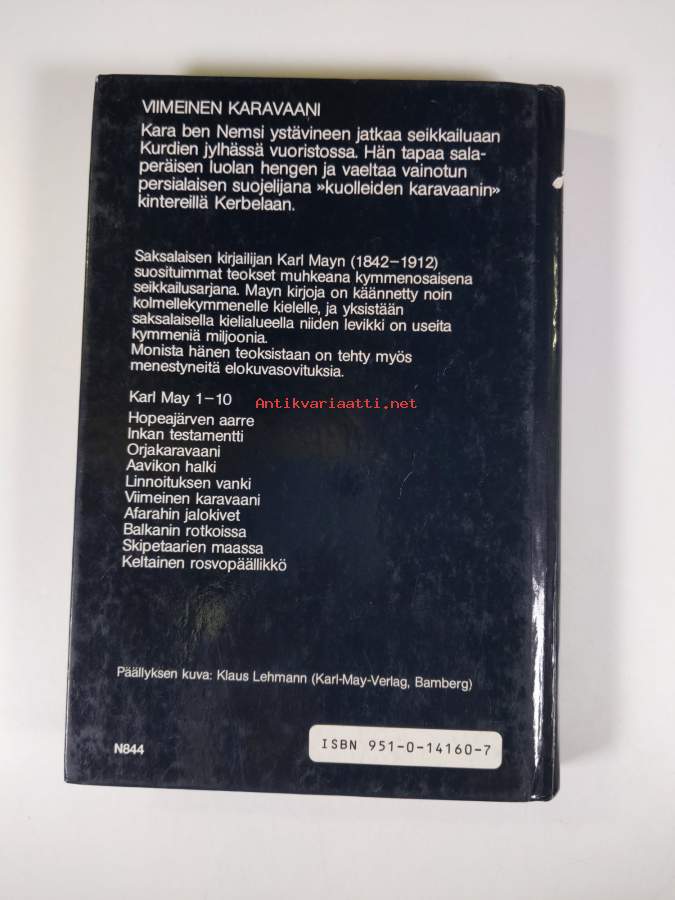 VIIMEINEN KARAVAANI
Kara ben Nemsi ystävineen jatkaa seikkailuaan
Kurdien jylhässä vuoristossa. Hän tapaa sala-
peräisen luolan hengen ja vaeltaa vainotun
persialaisen suojelijana »kuolleiden karavaanin»
kintereillä Kerbelaan.
Saksalaisen kirjailijan Karl Mayn (1842–1912)
suosituimmat teokset muhkeana kymmenosaisena
seikkailusarjana. Mayn kirjoja on käännetty noin
kolmellekymmenelle kielelle, ja yksistään
saksalaisella kielialueella niiden levikki on useita
kymmeniä miljoonia.
Monista hänen teoksistaan on tehty myös
menestyneitä elokuvasovituksia.
Karl May 1–10
Antikvariaatti.net
Hopeajärven aarre
Inkan testamentti
Orjakaravaani
Aavikon halki
Linnoituksen vanki
Viimeinen karavaani
Afarahin jalokivet
Balkanin rotkoissa
Skipetaarien maassa
Keltainen rosvopäällikkö
Päällyksen kuva: Klaus Lehmann (Karl-May-Verlag, Bamberg)
N844
ISBN 951-0-14160-7